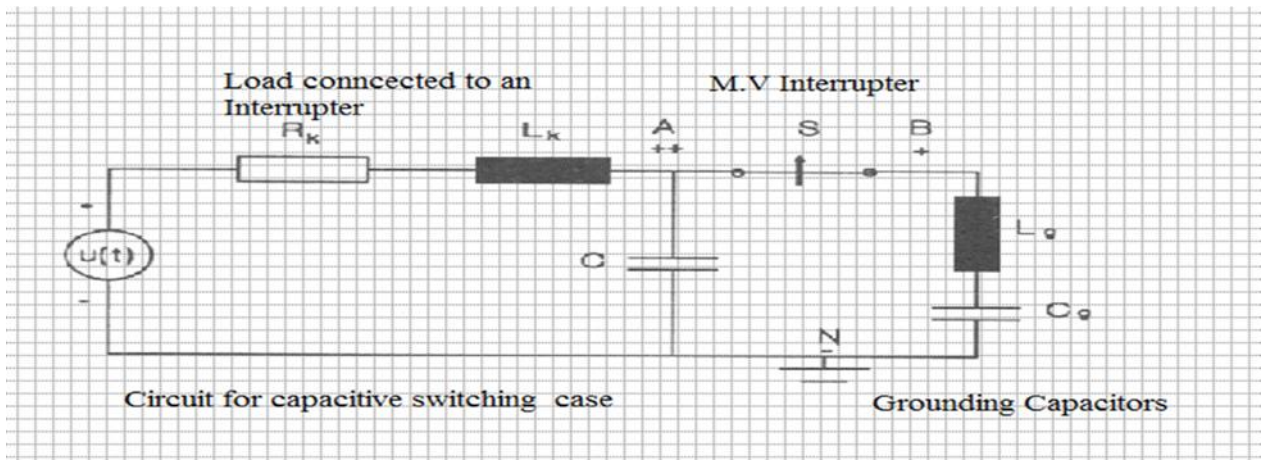 Load conncected to an
Interrupter
M.V Interrupter
Rk
Lk
A
++
S
B
+
+
U(t)
-
C
Lg
Cg
N
Circuit for capacitive switching case
Grounding Capacitors